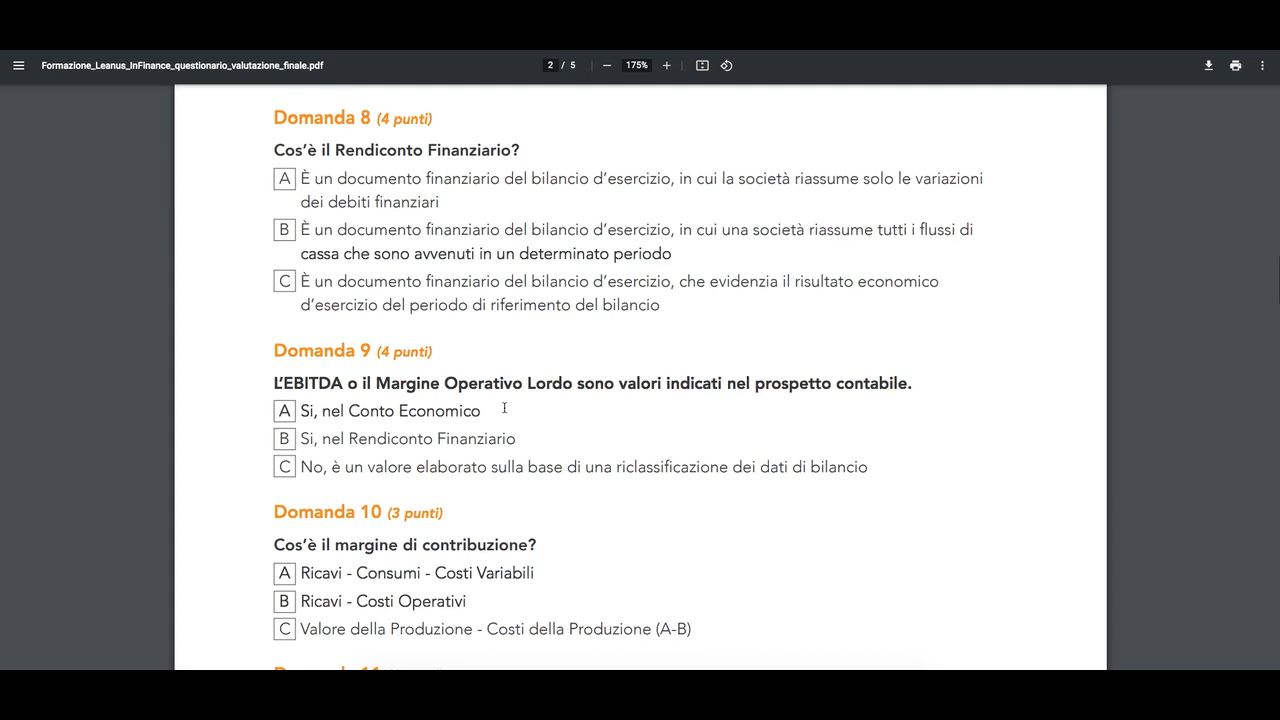 Formazione_Leanus_InFinance_questionario_valutazione_finale.pdf
2 / 5
175%
Domanda 8 (4 punti)
Cos’è il Rendiconto Finanziario?
A È un documento finanziario del bilancio d’esercizio, in cui la società riassume solo le variazioni
dei debiti finanziari
B È un documento finanziario del bilancio d’esercizio, in cui una società riassume tutti i flussi di
cassa che sono avvenuti in un determinato periodo
C È un documento finanziario del bilancio d’esercizio, che evidenzia il risultato economico
d’esercizio del periodo di riferimento del bilancio
Domanda 9 (4 punti)
L’EBITDA o il Margine Operativo Lordo sono valori indicati nel prospetto contabile.
A Si, nel Conto Economico
B Si, nel Rendiconto Finanziario
C No, è un valore elaborato sulla base di una riclassificazione dei dati di bilancio
Domanda 10 (3 punti)
Cos’è il margine di contribuzione?
A Ricavi - Consumi - Costi Variabili
B Ricavi - Costi Operativi
C Valore della Produzione - Costi della Produzione (A-B)